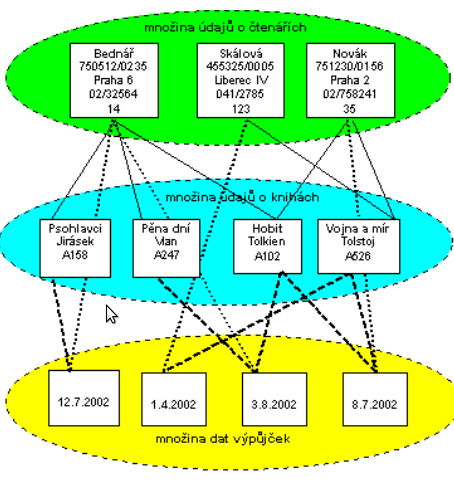 množina údajů o čtenářích
Bednář
750512/0235
Praha 6
02/32564
14
Skálová
455325/0005
Liberec IV
041/2785
123
Novák
751230/0156
Praha 2
02/758241
35
množina údajů o knihách
Psohlavci
Jirásek
A158
Pěna dní
Vian
A247
Hobit
Tolkien
A102
Vojna a mír
Tolstoj
A526
12.7.2002
1.4.2002
3.8.2002
8.7.2002
množina dat výpůjček